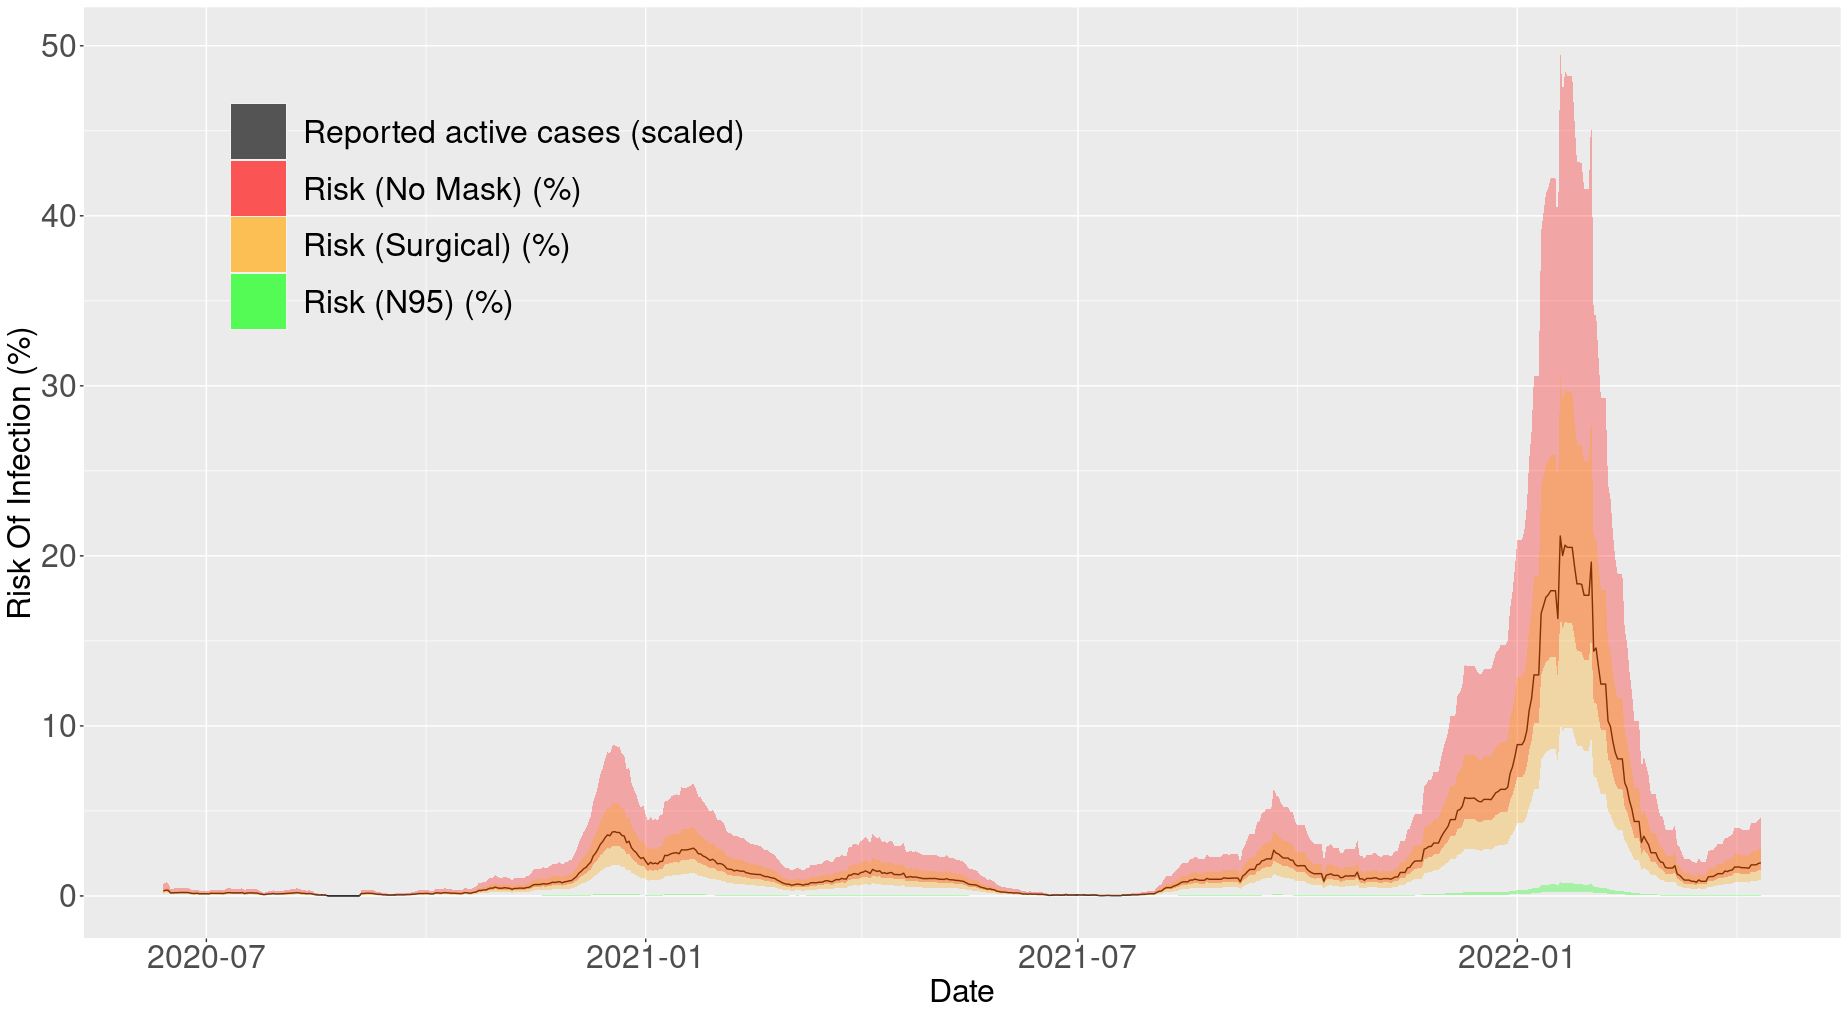 50
40
30
20
10
0
Risk Of Infection (%)
Reported active cases (scaled)
Risk (No Mask) (%)
Risk (Surgical) (%)
Risk (N95) (%)
2020-07
2021-01
2021-07
2022-01
Date